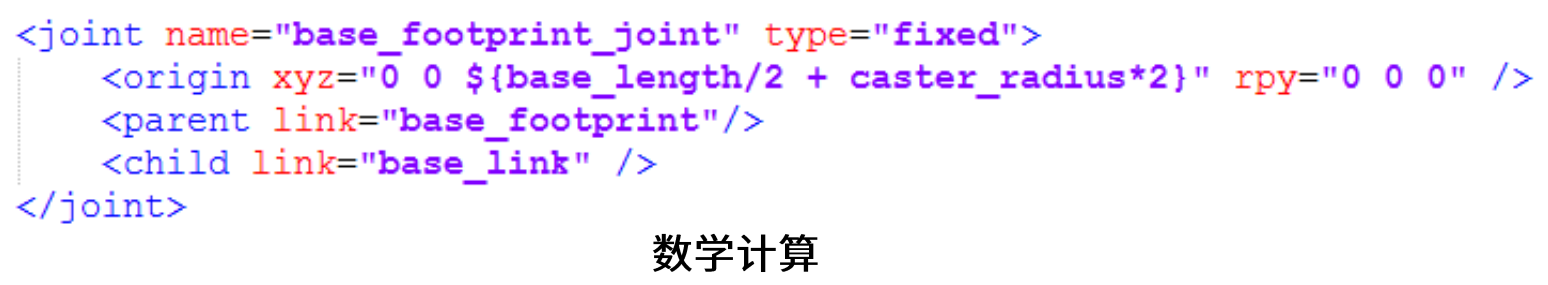 <joint name="base_footprint_joint" type="fixed">
<origin xyz="0 0 ${base_length/2 + caster_radius*2}" rpy="0 0 0" />
<parent link="base_footprint"/>
<child link="base_link" />
</joint>
数学计算